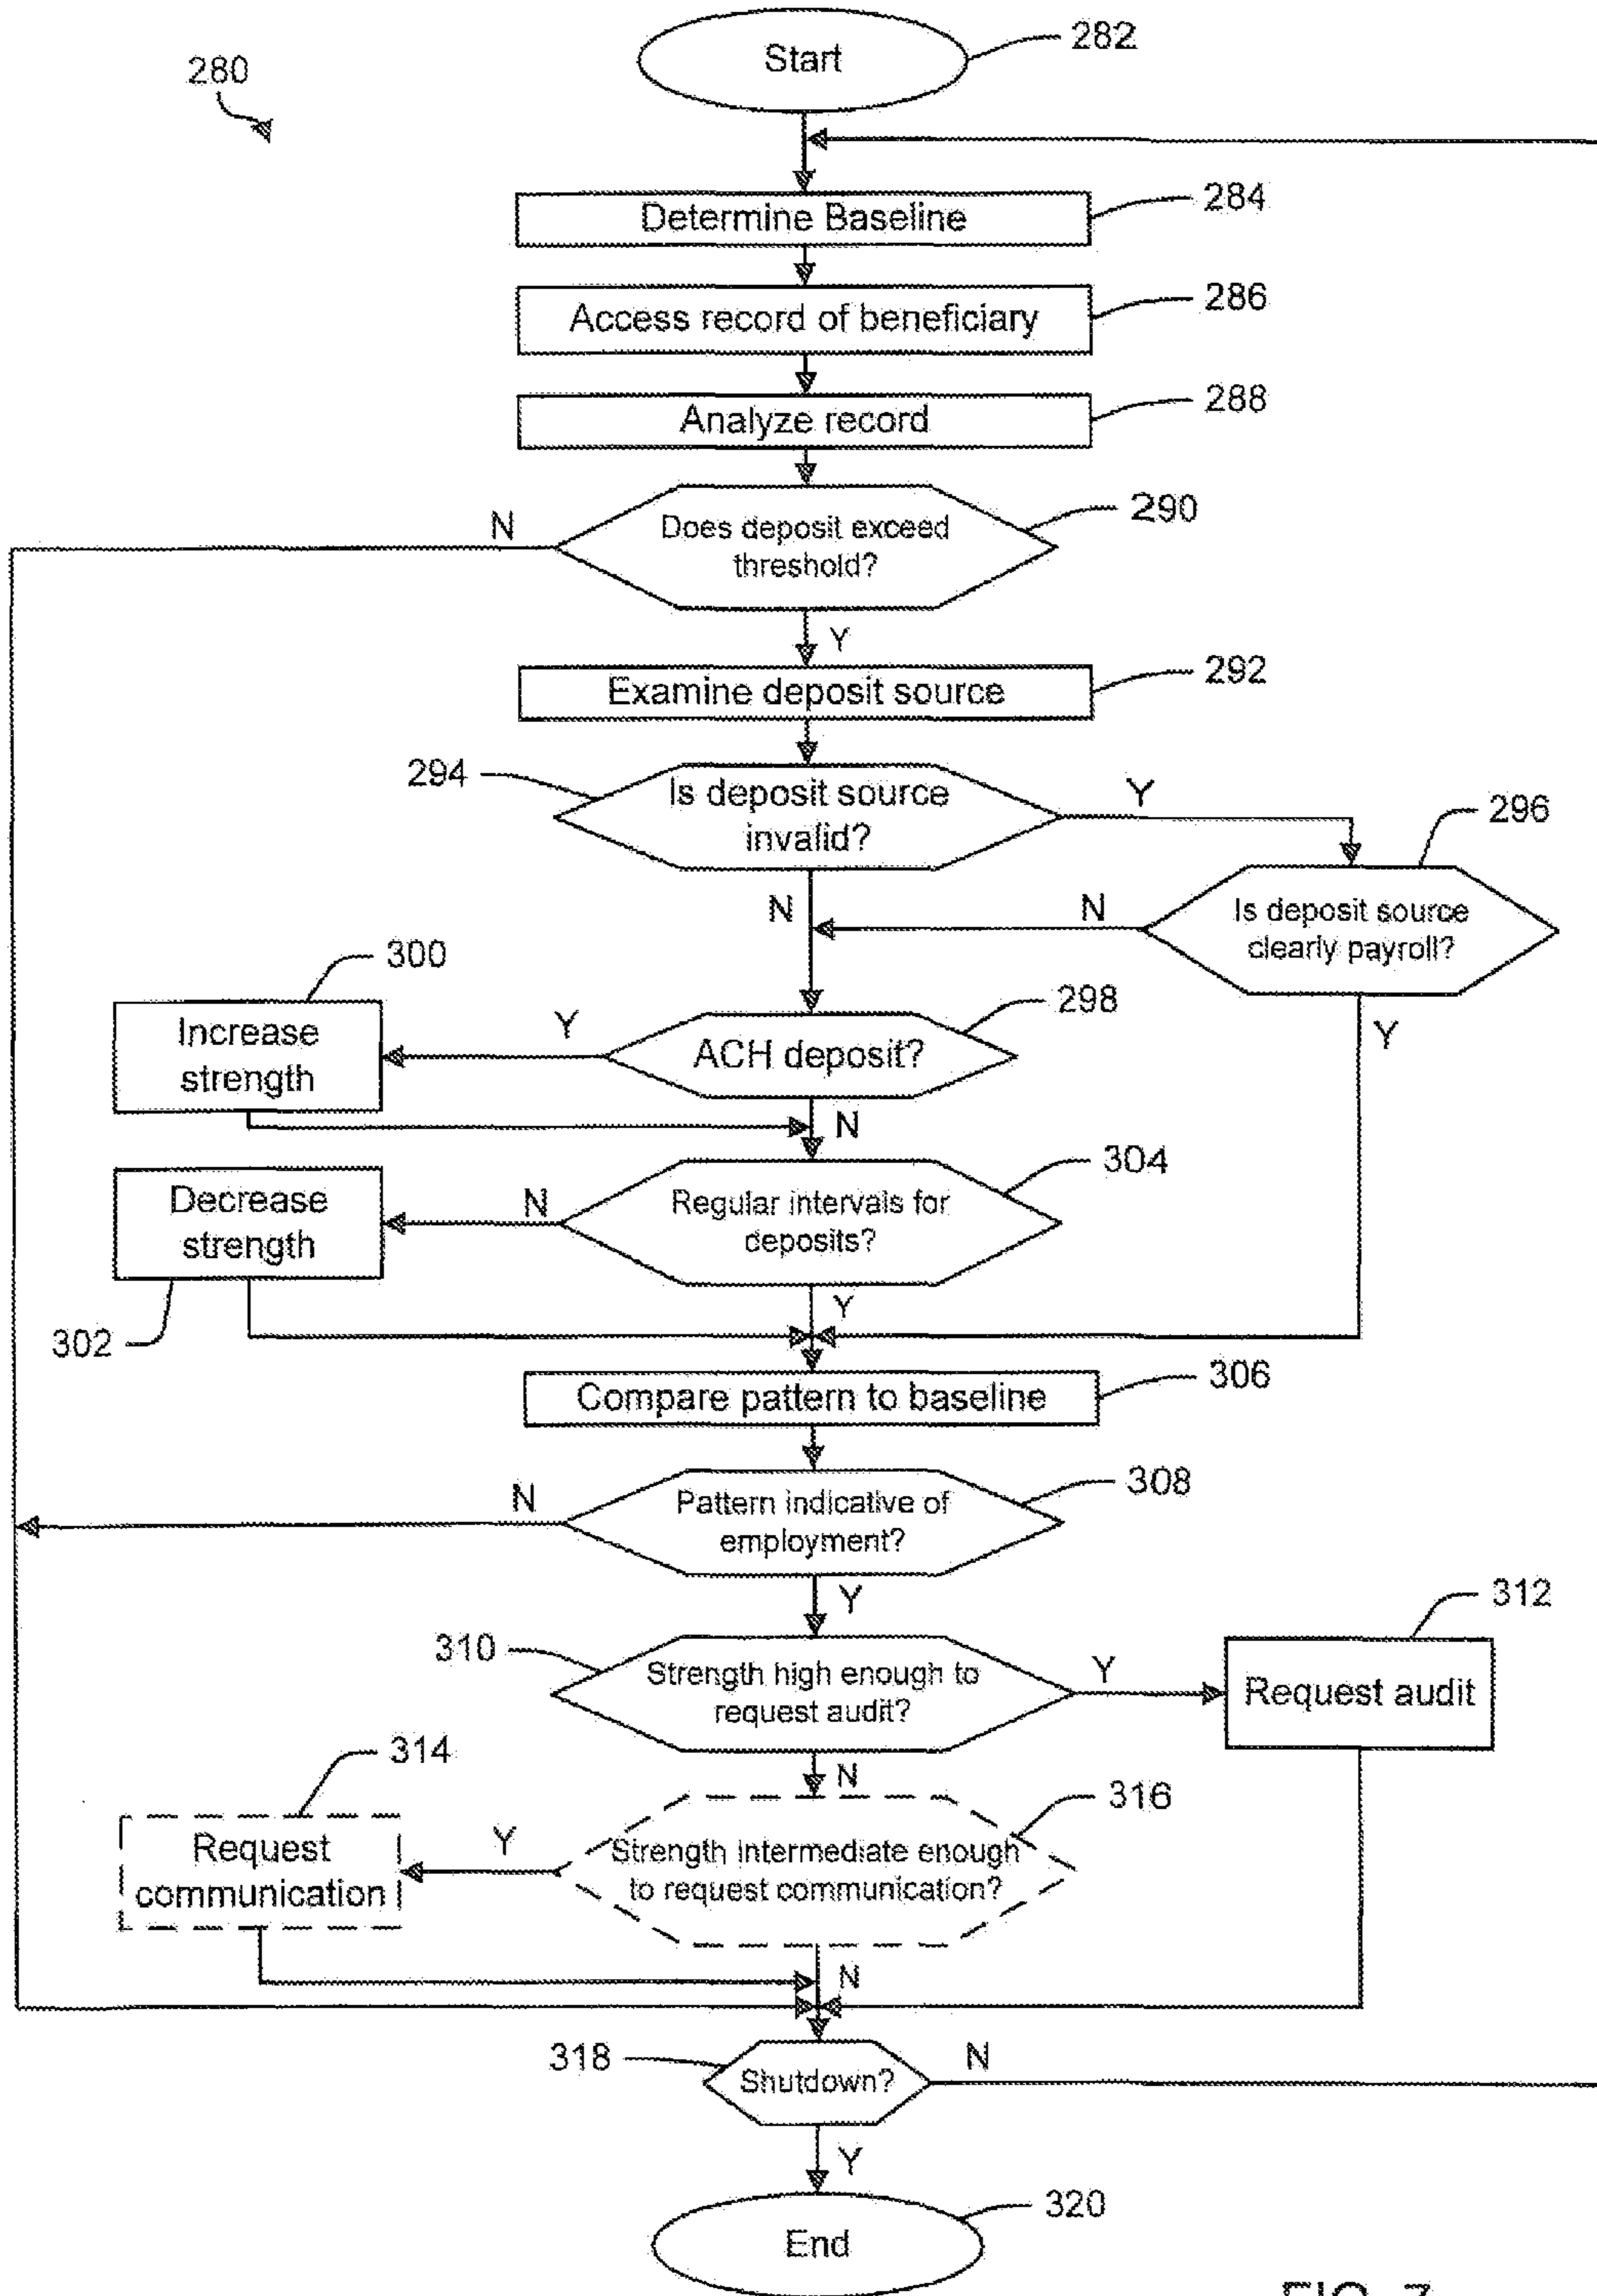 Start
282
280
Determine Baseline
284
Access record of beneficiary
286
Analyze record
288
Does deposit exceed
threshold?
290
N
Y
Examine deposit source
292
294
Is deposit source
invalid?
Y
296
N
N
Is deposit source
clearly payroll?
300
Increase
strength
Y
ACH deposit?
298
Y
N
Decrease
strength
N
Regular intervals for
deposits?
304
302
Y
Compare pattern to baseline
306
N
Pattern indicative of
employment?
308
Y
310
Strength high enough to
request audit?
Y
312
Request audit
N
314
Request
communication
Y
Strength intermediate enough
to request communication?
316
N
318
Shutdown?
N
Y
End
320
FIG. 7